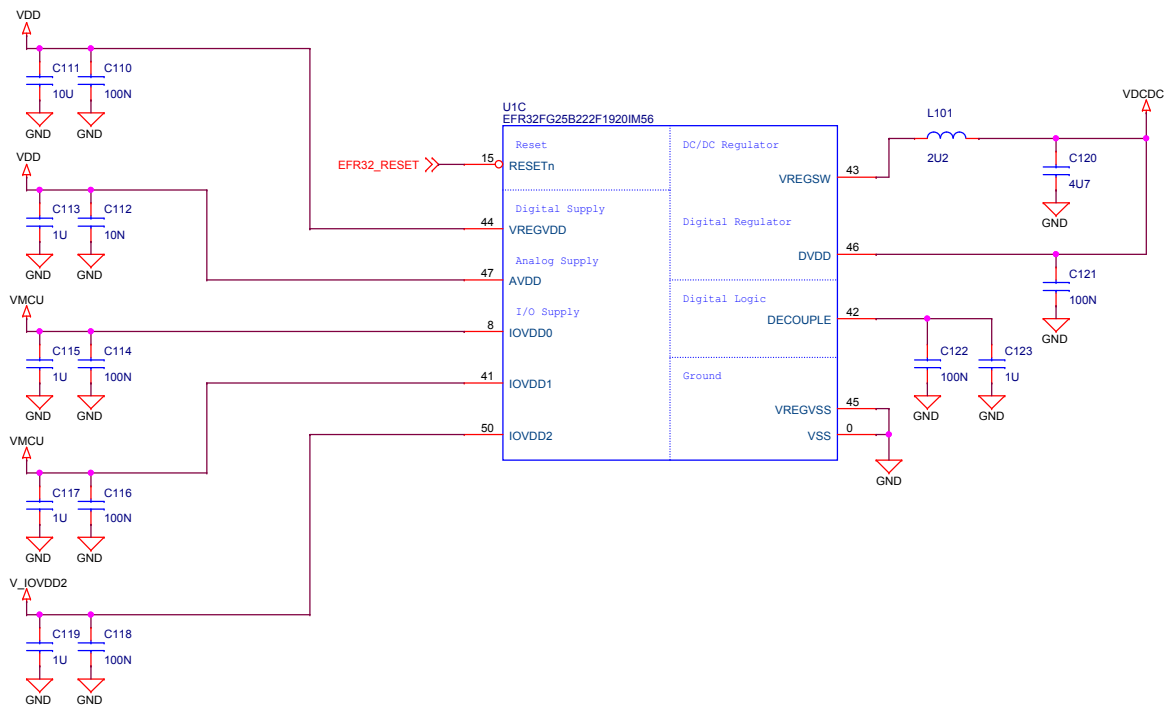 VDD
C111 C110
10U 100N
GND GND
VDD
C113 C112
1U 10N
GND GND
VMCU
C115 C114
1U 100N
GND GND
VMCU
C117 C116
1U 100N
GND GND
V_IOVDD2
C119 C118
1U 100N
GND GND
EFR32_RESET
U1C
EFR32FG25B222F1920IM56
Reset
15 RESETn
Digital Supply
44 VREGVDD
Analog Supply
47 AVDD
I/O Supply
8 IOVDD0
41 IOVDD1
50 IOVDD2
DC/DC Regulator
VREGSW 43
Digital Regulator
DVDD 46
Digital Logic
DECOUPLE 42
Ground
VREGVSS 45
VSS 0
GND
L101
2U2
VDCDC
C120
4U7
GND
C121
100N
GND
C122 C123
100N 1U
GND GND